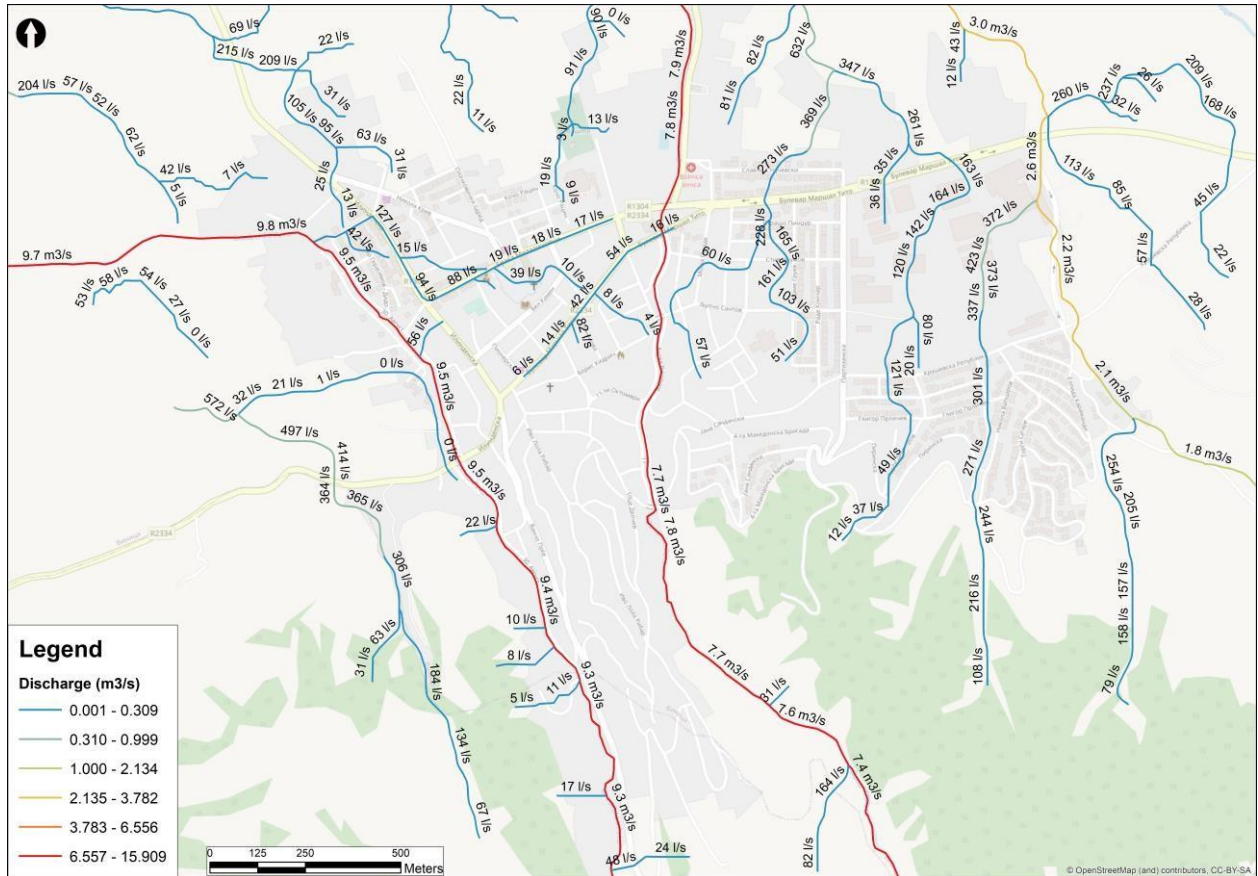 69 l/s
215 l/s
209 l/s
22 l/s
31 l/s
204 l/s
57 l/s
52 l/s
62 l/s
42 l/s
7 l/s
5 l/s
105 l/s
95 l/s
63 l/s
31 l/s
25 l/s
13 l/s
22 l/s
11 l/s
90 l/s
0 l/s
91 l/s
3 l/s
13 l/s
19 l/s
9 l/s
7.9 m3/s
7.8 m3/s
82 l/s
81 l/s
632 l/s
347 l/s
369 l/s
273 l/s
261 l/s
35 l/s
36 l/s
163 l/s
164 l/s
142 l/s
120 l/s
3.0 m3/s
43 l/s
12 l/s
2.6 m3/s
260 l/s
237 l/s
26 l/s
32 l/s
209 l/s
168 l/s
45 l/s
22 l/s
113 l/s
85 l/s
57 l/s
28 l/s
372 l/s
423 l/s
373 l/s
337 l/s
2.2 m3/s
2.1 m3/s
1.8 m3/s
9.7 m3/s
9.8 m3/s
42 l/s
127 l/s
15 l/s
94 l/s
88 l/s
19 l/s
18 l/s
17 l/s
39 l/s
10 l/s
8 l/s
4 l/s
54 l/s
16 l/s
42 l/s
82 l/s
14 l/s
6 l/s
228 l/s
165 l/s
161 l/s
103 l/s
51 l/s
60 l/s
57 l/s
R1304
R2334
Булевар Маршал Тито
80 l/s
20 l/s
121 l/s
49 l/s
37 l/s
12 l/s
301 l/s
271 l/s
244 l/s
216 l/s
108 l/s
254 l/s
205 l/s
157 l/s
158 l/s
79 l/s
53 l/s
58 l/s
54 l/s
27 l/s
0 l/s
9.5 m3/s
56 l/s
9.5 m3/s
0 l/s
1 l/s
21 l/s
32 l/s
572 l/s
497 l/s
414 l/s
364 l/s
365 l/s
306 l/s
63 l/s
31 l/s
184 l/s
134 l/s
67 l/s
0 l/s
9.5 m3/s
22 l/s
9.4 m3/s
10 l/s
8 l/s
9.3 m3/s
11 l/s
5 l/s
17 l/s
9.3 m3/s
48 l/s
24 l/s
7.7 m3/s
7.8 m3/s
7.7 m3/s
31 l/s
7.6 m3/s
7.4 m3/s
164 l/s
82 l/s
R2334
Legend
Discharge (m3/s)
0.001 - 0.309
0.310 - 0.999
1.000 - 2.134
2.135 - 3.782
3.783 - 6.556
6.557 - 15.909
0 125 250 500
Meters
© OpenStreetMap (and) contributors, CC-BY-SA